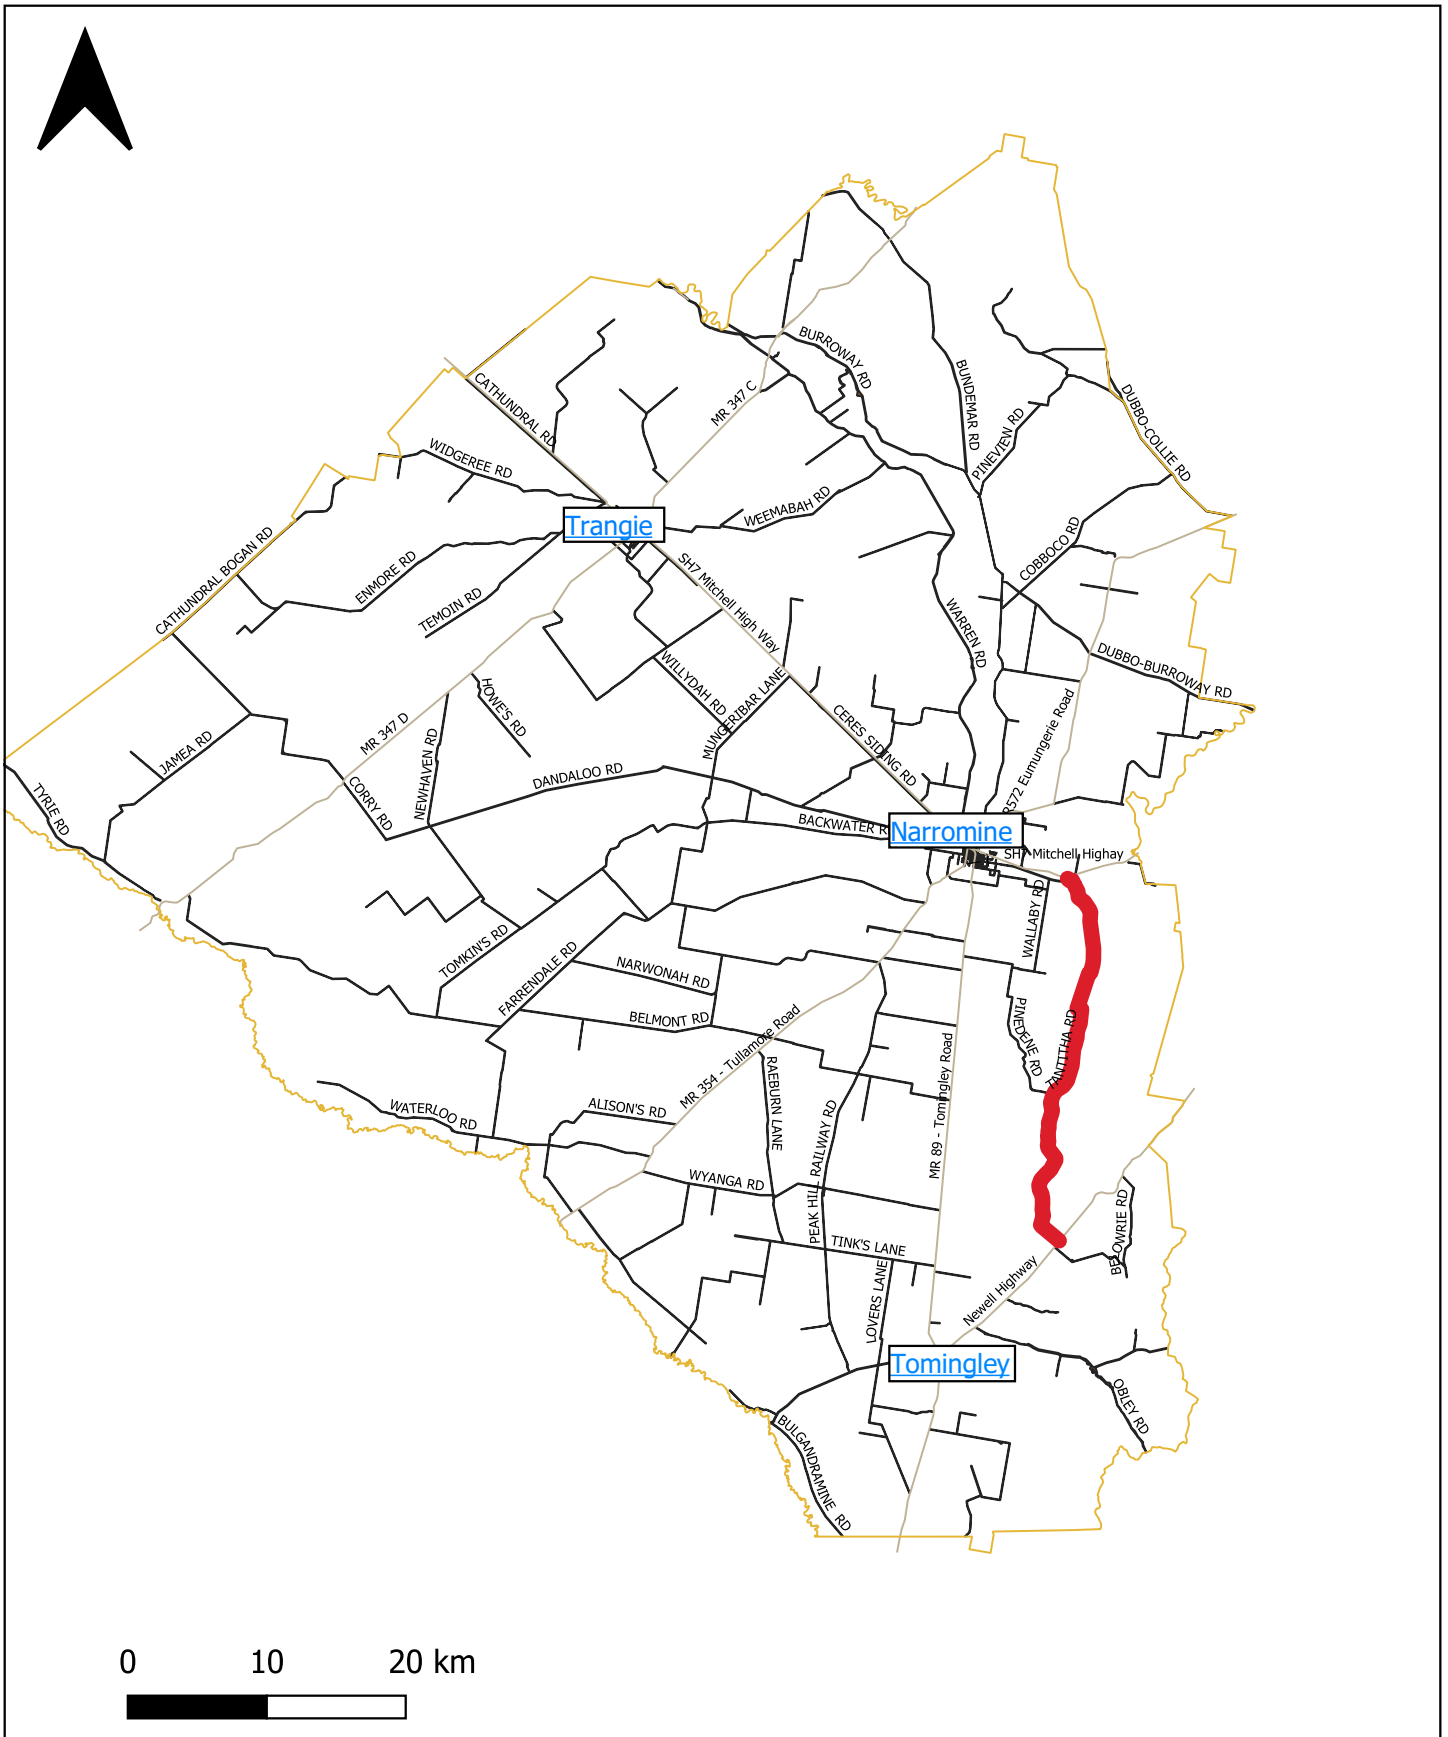 BURROWAY RD
BUNDEMAR RD
CATHUNDRAL RD
MR 347 C
DUBBO-COLLIE RD
PINEVIEW RD
WIDGEREE RD
WEEMABAH RD
Trangie
CATHUNDRAL BOGAN RD
ENMORE RD
TEMOIN RD
SH7 Mitchell High Way
COBBOCO RD
WARREN RD
DUBBO-BURROWAY RD
WILLYDAH RD
MUNGERIBAR LANE
HOWE'S RD
MR 347 D
JAMEA RD
NEWHAVEN RD
CERES SIDING RD
R572 Eumungerie Road
TYRIE RD
CORRY RD
DANDALOO RD
BACKWATER R
Narromine
SH7 Mitchell Highay
WALLABY RD
TOMKIN'S RD
FARRENDALE RD
NARWONAH RD
BELMONT RD
PINEDENE RD
TANTITHA RD
MR 354 - Tullamore Road
MR 89 - Tomingley Road
WATERLOO RD
ALISON'S RD
RAEBURN LANE
PEAK HILL RAILWAY RD
WYANGA RD
BELOWRIE RD
TINK'S LANE
LOVERS LANE
Newell Highway
Tomingley
OBLEY RD
BULGANDRAMINE RD
0 10 20 km